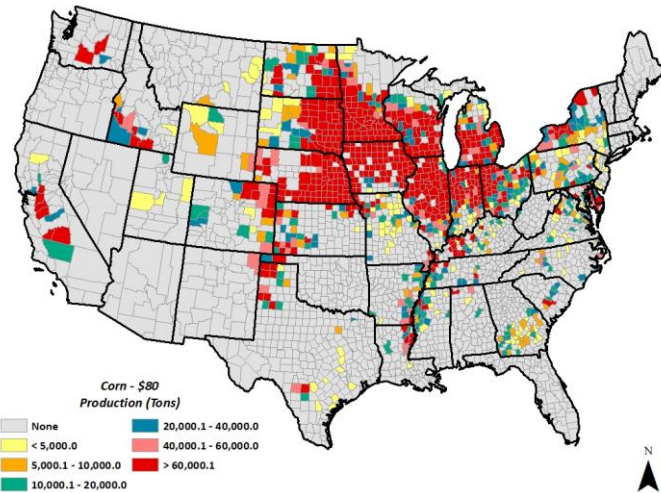 Corn - $80
Production (Tons)
None
< 5,000.0
5,000.1 - 10,000.0
10,000.1 - 20,000.0
20,000.1 - 40,000.0
40,000.1 - 60,000.0
> 60,000.1
N